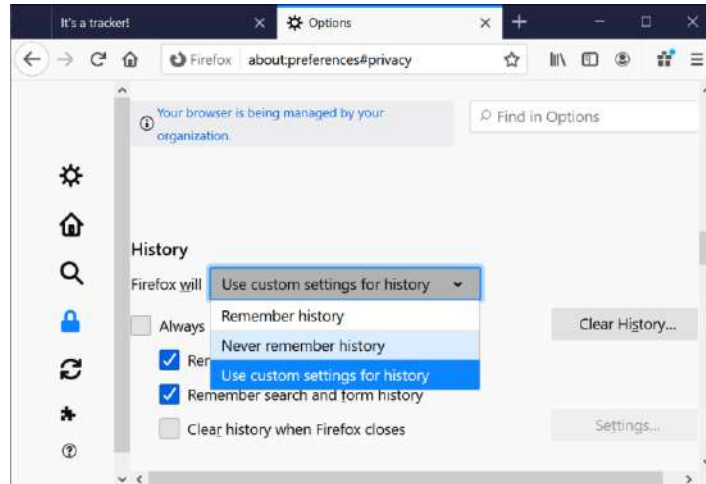 It's a tracker!
Options
Firefox about:preferences#privacy
Your browser is being managed by your
organization.
Find in Options
History
Firefox will Use custom settings for history
Remember history
Always
Clear History...
Never remember history
Rem
Use custom settings for history
Remember search and form history
Clear history when Firefox closes
Settings...